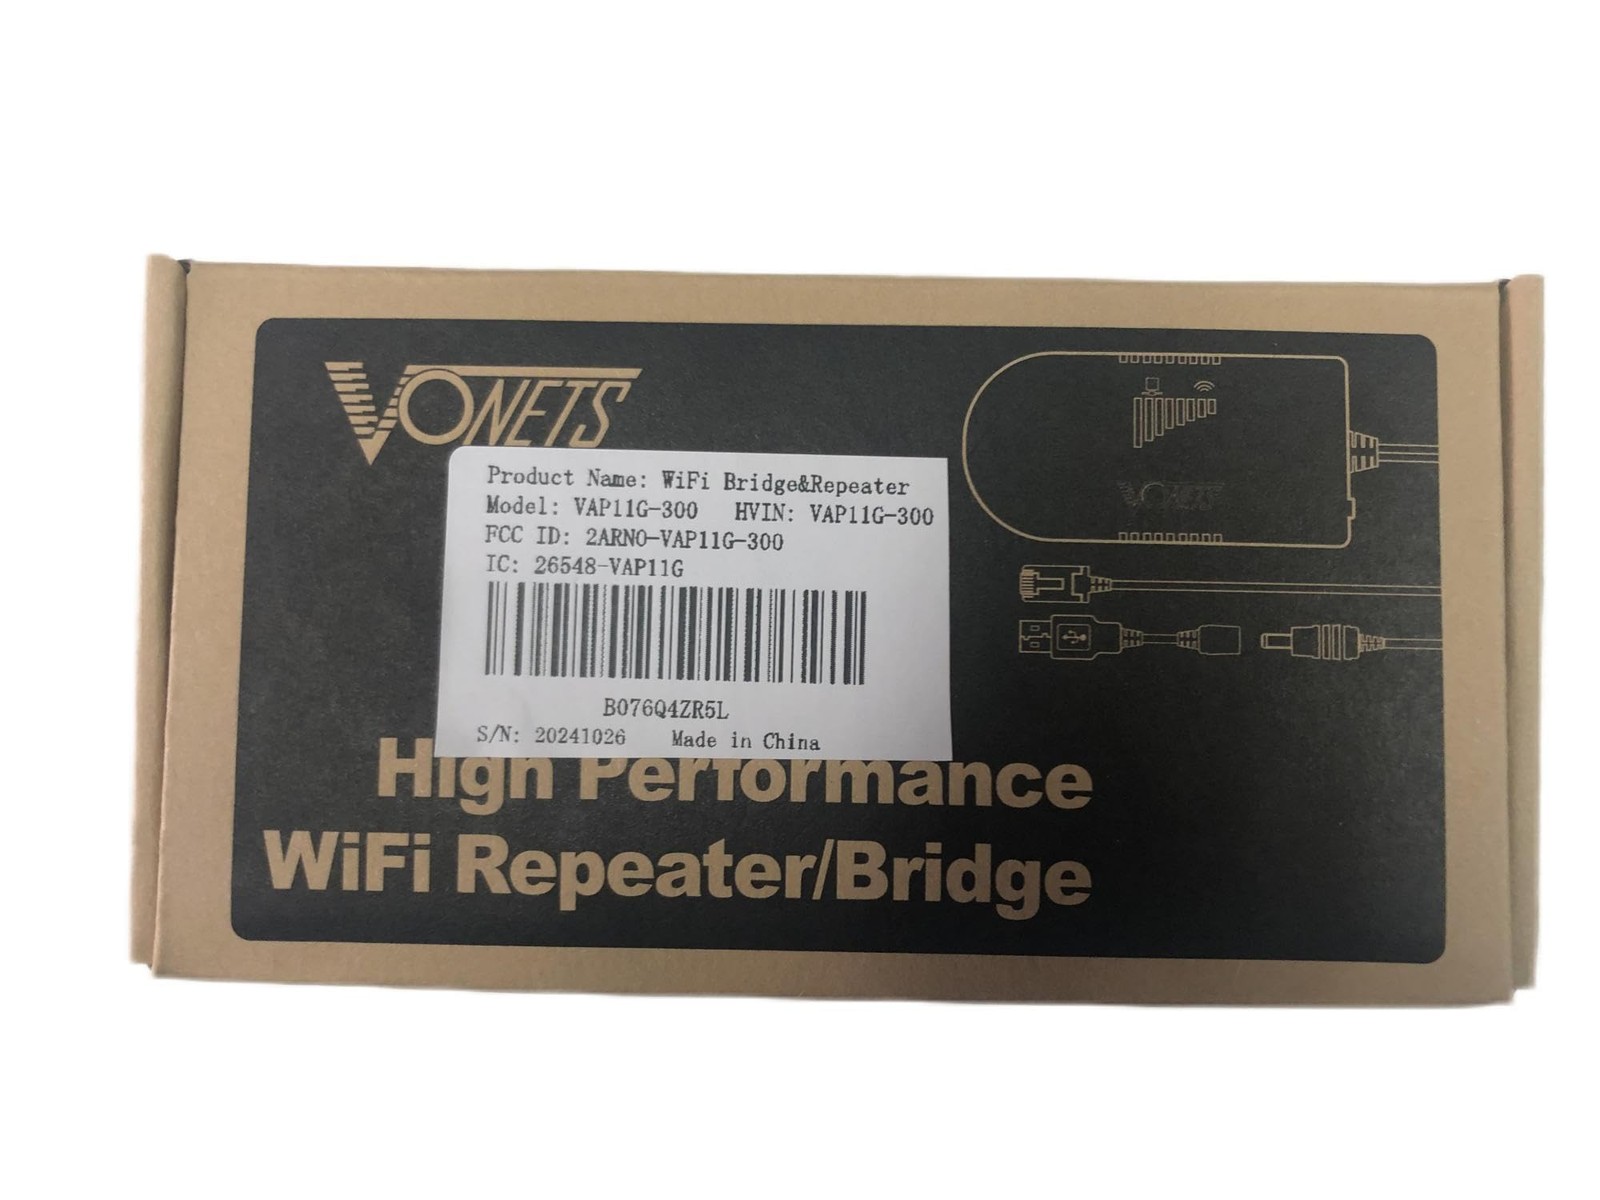 VONETS
Product Name: WiFi Bridge&Repeater
Model: VAP11G-300 HVIN: VAP11G-300
FCC ID: 2ARNO-VAP11G-300
IC: 26548-VAP11G
B076Q4ZR5L
S/N: 20241026 Made in China
High Performance
WiFi Repeater/Bridge
VONETS